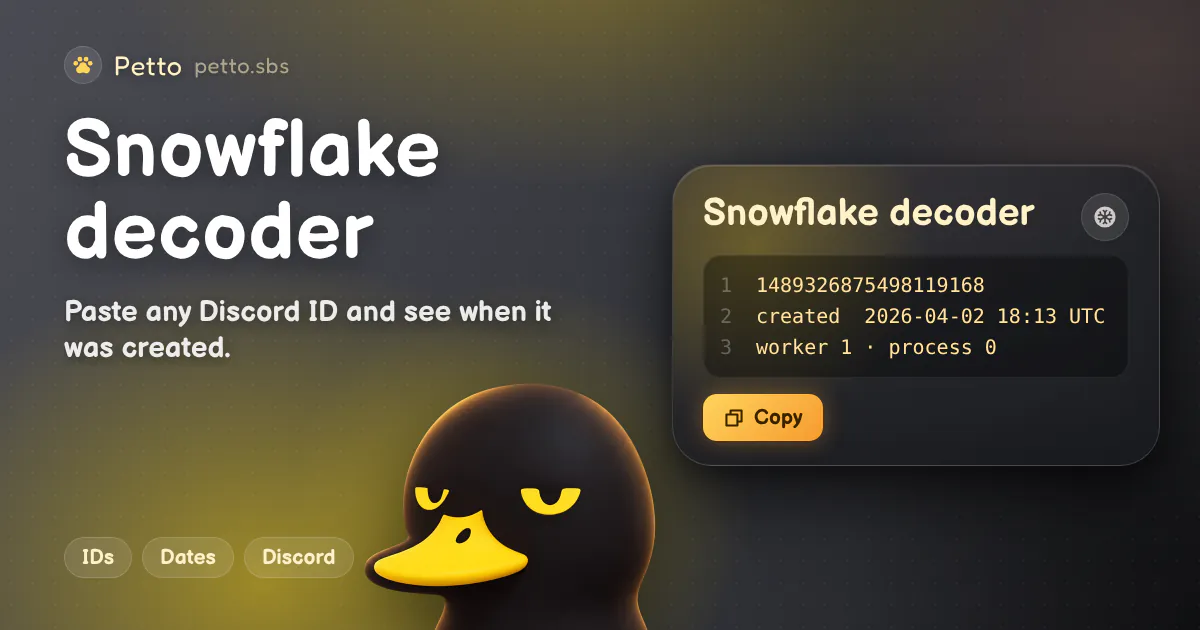 Petto petto.sbs
Snowflake
decoder
Paste any Discord ID and see when it
was created.
IDs Dates Discord
Snowflake decoder
1 1489326875498119168
2 created 2026-04-02 18:13 UTC
3 worker 1 · process 0
Copy